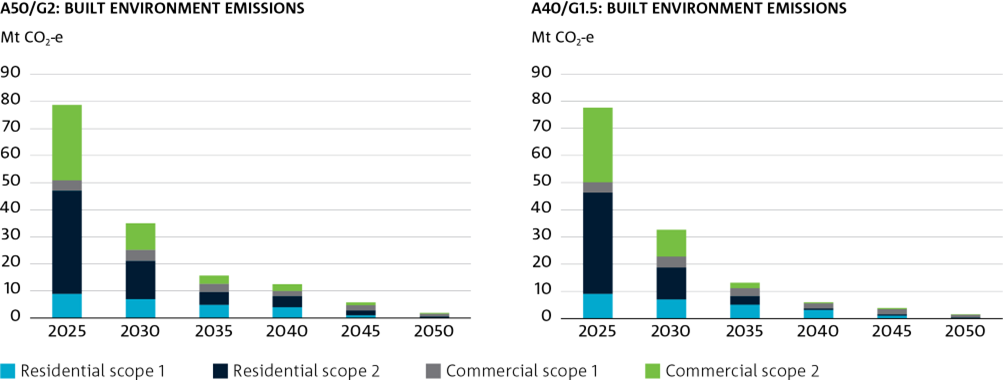 A50/G2: BUILT ENVIRONMENT EMISSIONS
Mt CO₂-e
90
80
70
60
50
40
30
20
10
0
2025 2030 2035 2040 2045 2050
A40/G1.5: BUILT ENVIRONMENT EMISSIONS
Mt CO₂-e
90
80
70
60
50
40
30
20
10
0
2025 2030 2035 2040 2045 2050
Residential scope 1 Residential scope 2 Commercial scope 1 Commercial scope 2